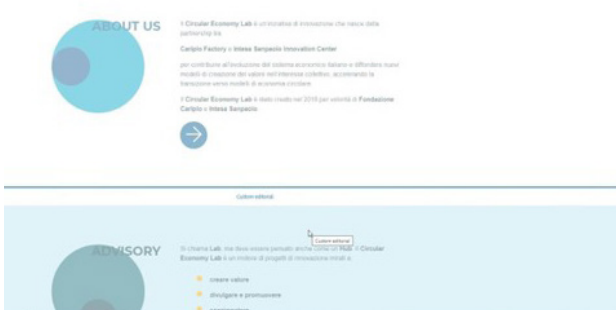 ABOUT US
Il Circular Economy Lab è un'iniziativa di innovazione che nasce dalla
partnership tra
Cariplo Factory e Intesa Sanpaolo Innovation Center
per contribuire all'evoluzione del sistema economico italiano e diffondere nuovi
modelli di creazione del valore nell'interesse collettivo, accelerando la
transizione verso modelli di economia circolare.
Il Circular Economy Lab è stato creato nel 2018 per volontà di Fondazione
Cariplo e Intesa Sanpaolo.
Custom editorial
Custom editorial
ADVISORY
Si chiama Lab, ma deve essere pensato anche come un Hub. Il Circular
Economy Lab è un motore di progetti di innovazione mirati a:
creare valore
divulgare e promuovere